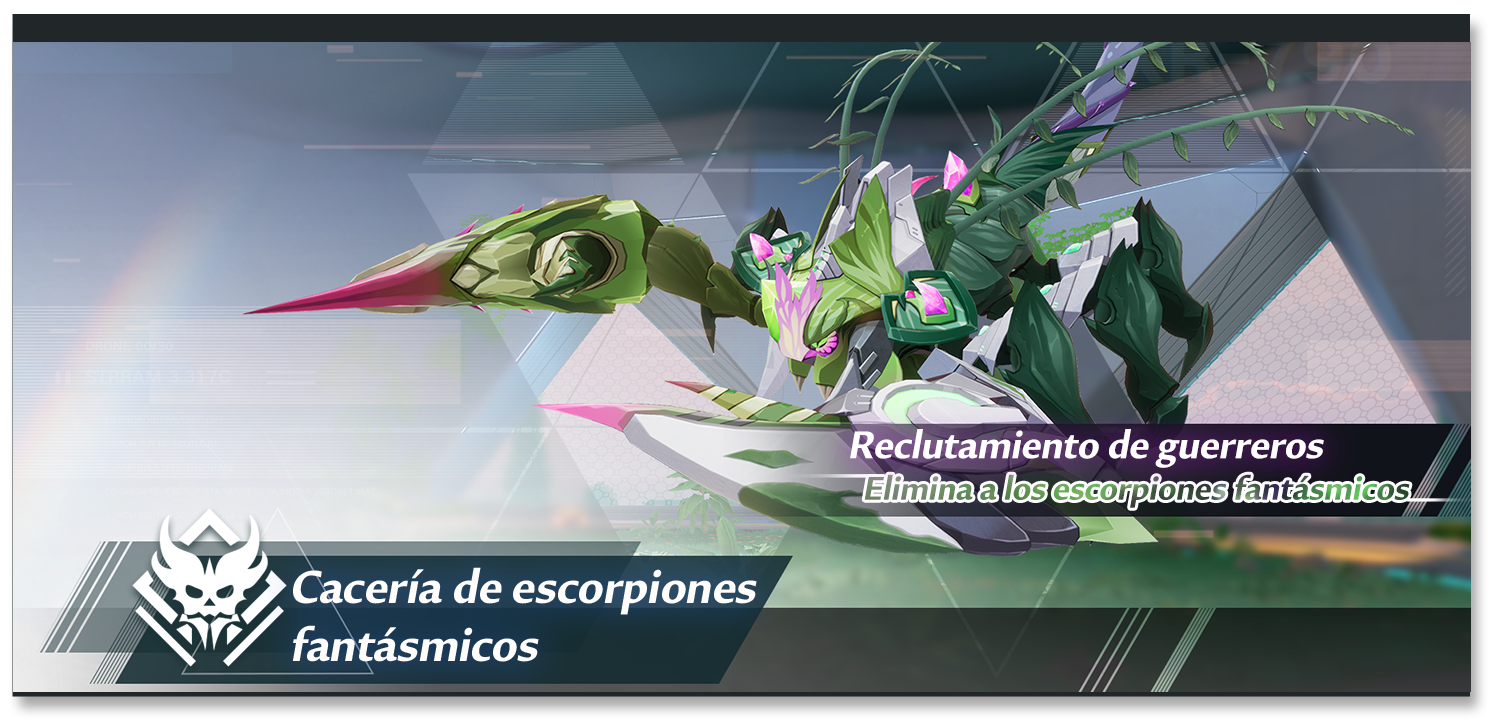 Reclutamiento de guerreros
Elimina a los escorpiones fantásmicos
Cacería de escorpiones
fantásmicos